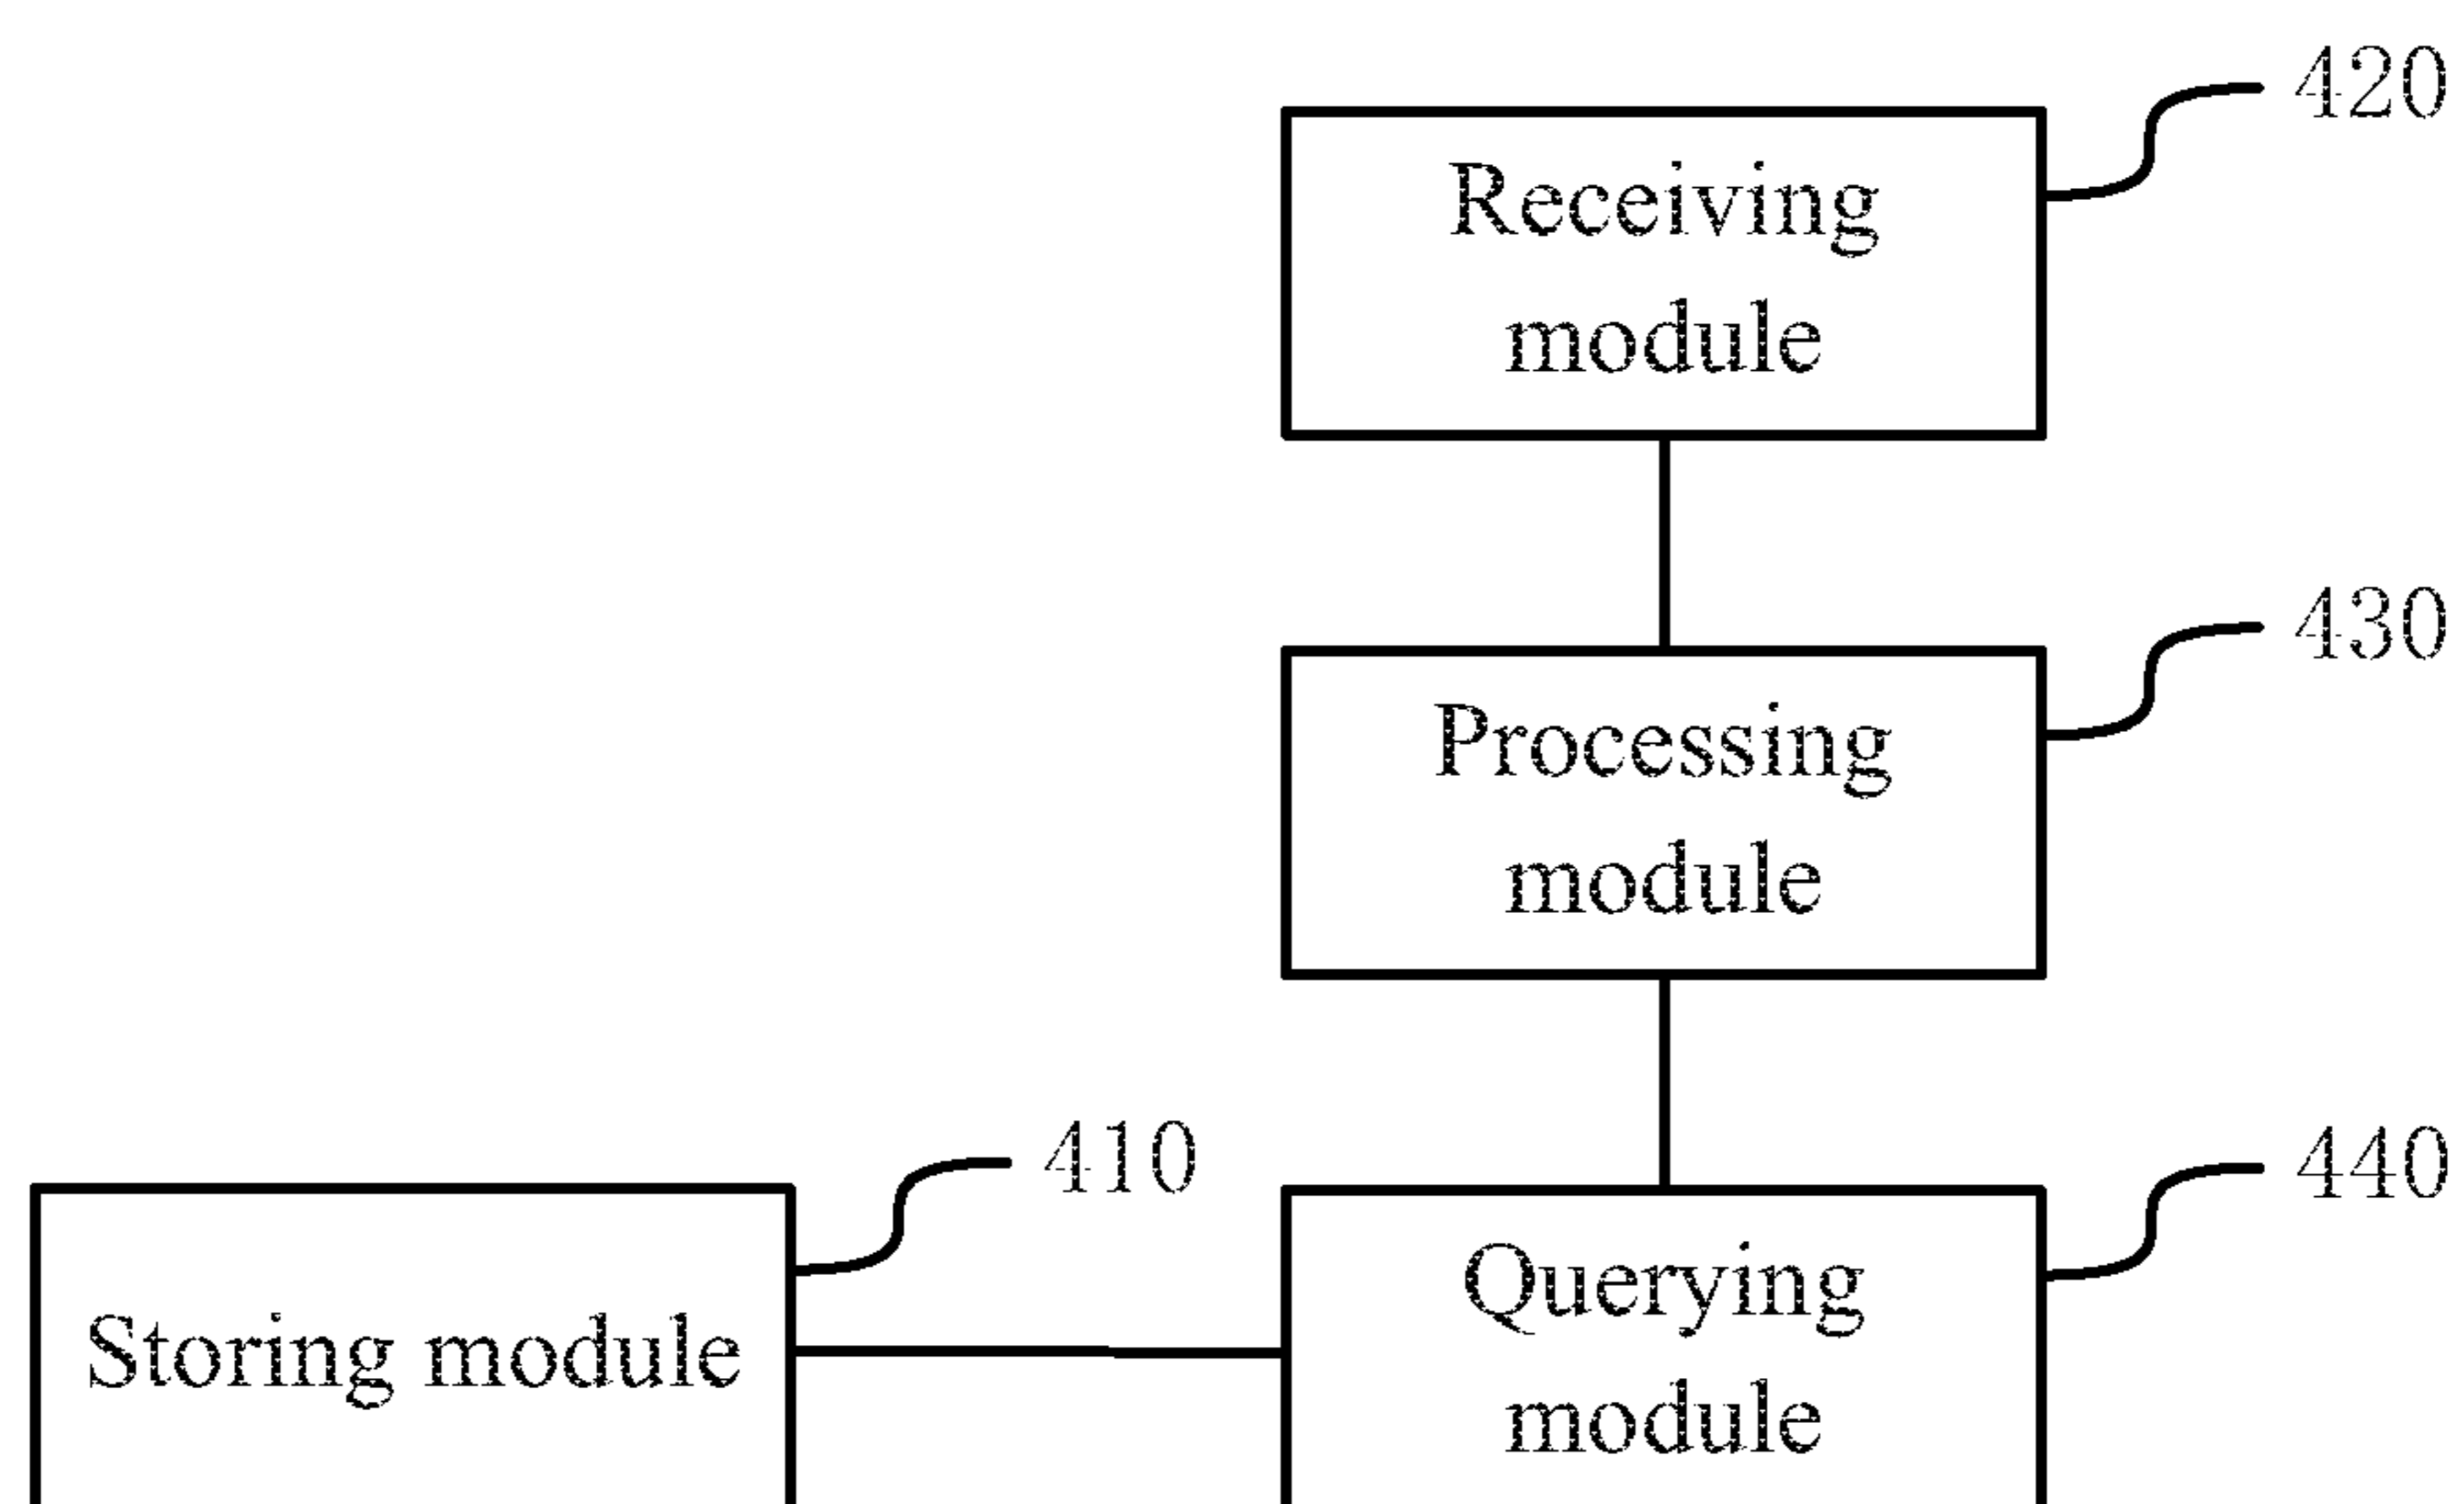 420
Receiving
module
430
Processing
module
410
440
Storing module
Querying
module